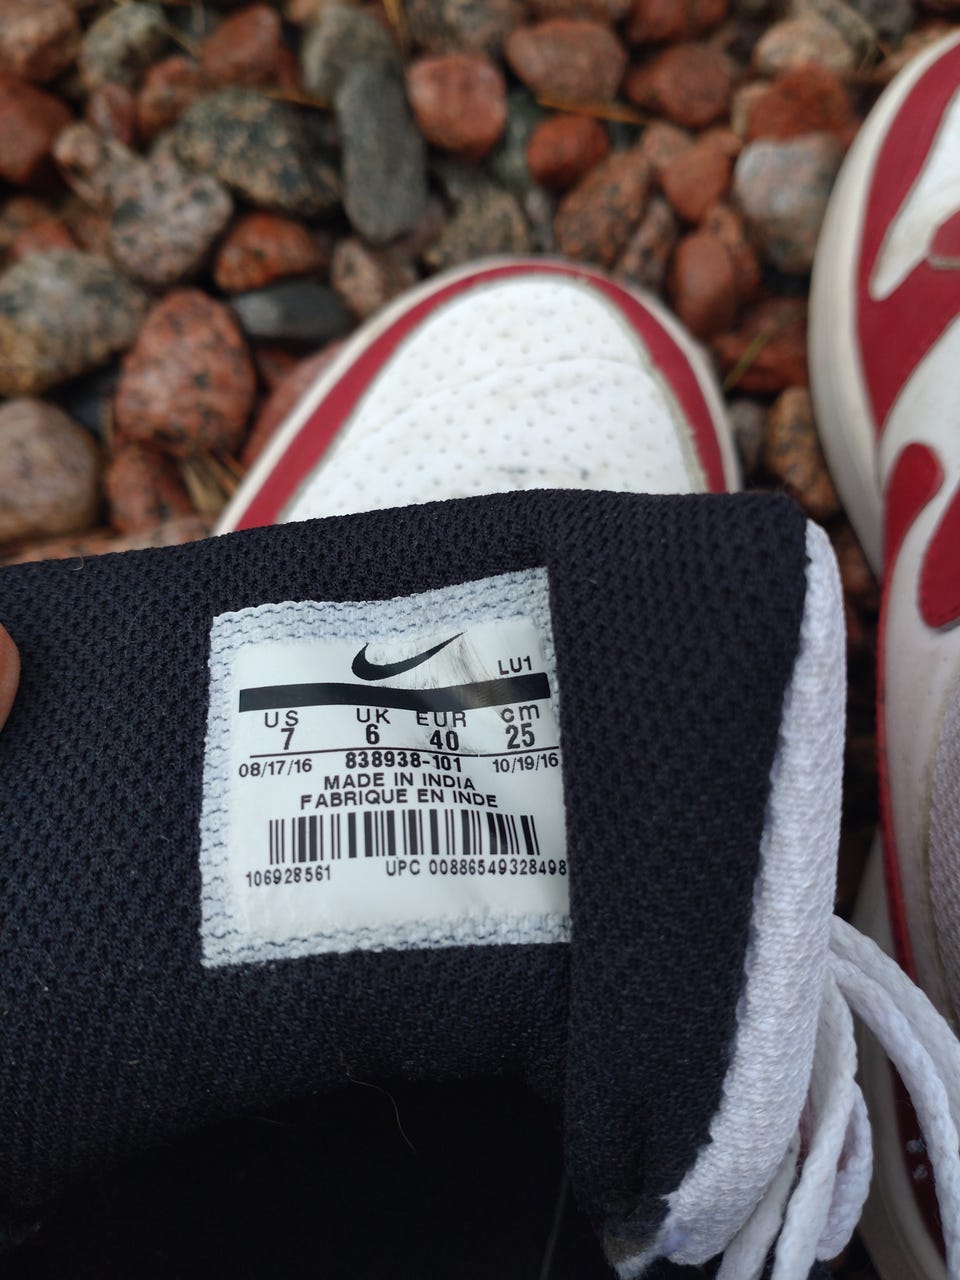 LU1
US UK EUR cm
7 6 40 25
08/17/16 838938-101 10/19/16
MADE IN INDIA
FABRIQUE EN INDE
106928561 UPC 00886549328498